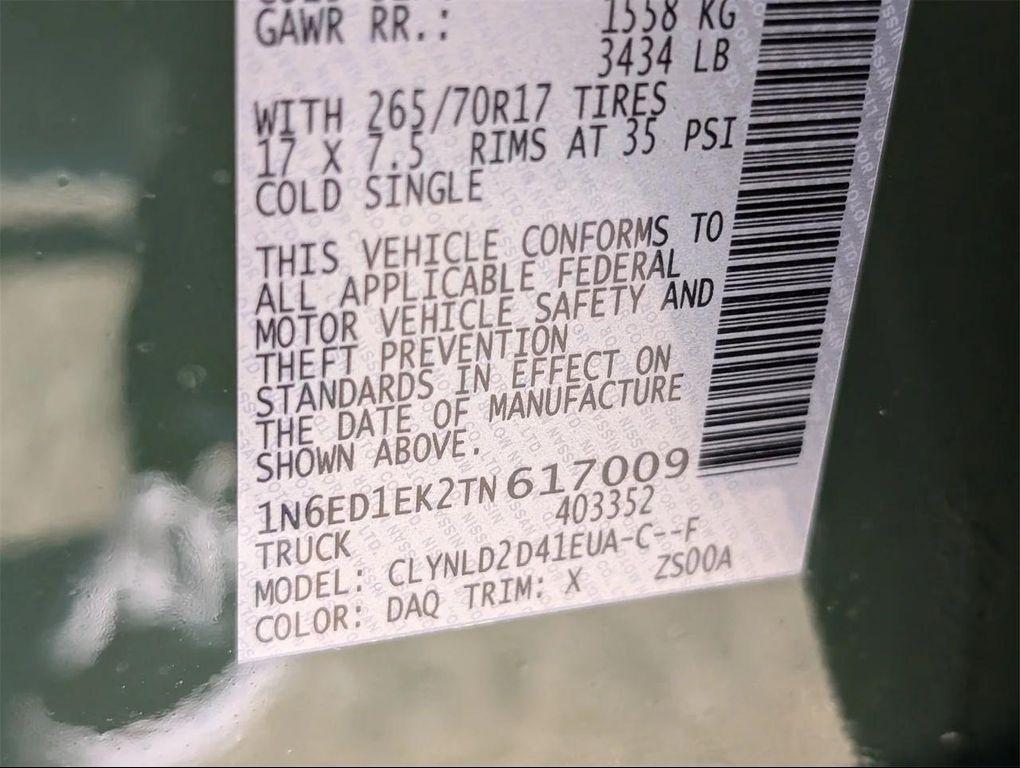 GAWR RR.: 1558 KG
3434 LB
WITH 265/70R17 TIRES
17 X 7.5 RIMS AT 35 PSI
COLD SINGLE
THIS VEHICLE CONFORMS TO
ALL APPLICABLE FEDERAL
MOTOR VEHICLE SAFETY AND
THEFT PREVENTION
STANDARDS IN EFFECT ON
THE DATE OF MANUFACTURE
SHOWN ABOVE.
1N6ED1EK2TN617009
403352
TRUCK
MODEL: CLYNLD2D41EUA-C--F
COLOR: DAQ TRIM: X ZS00A